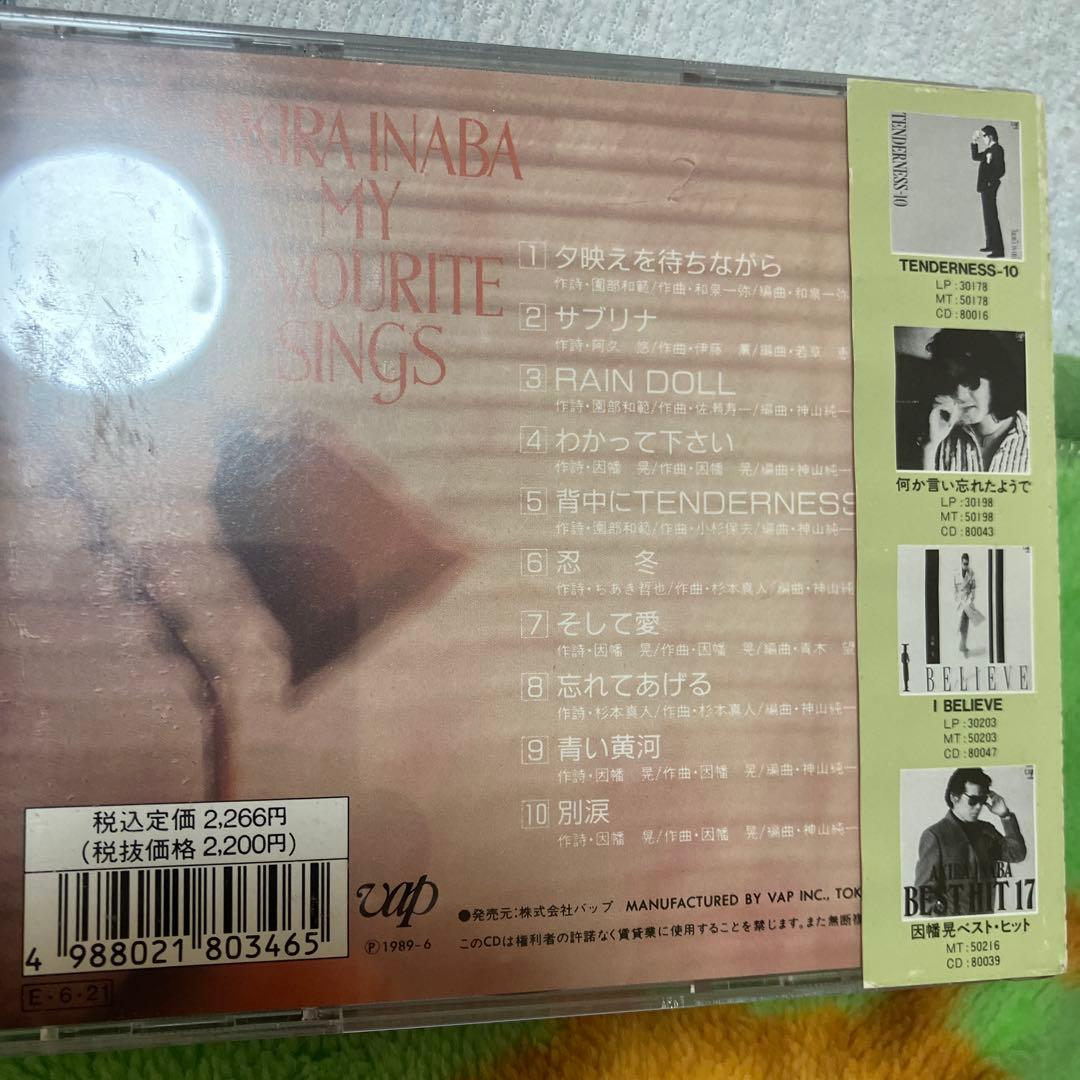 AKIRA INABA
MY
FAVOURITE
SINGS
1 夕映えを待ちながら
作詩・園部和範/作曲・和泉一弥/編曲・和泉一弥
2 サブリナ
作詩・阿久 悠/作曲・伊藤 薫/編曲・若草 恵
3 RAIN DOLL
作詩・園部和範/作曲・佐瀬寿一/編曲・神山純一
4 わかって下さい
作詩・因幡 晃/作曲・因幡 晃/編曲・神山純一
5 背中にTENDERNESS
作詩・園部和範/作曲・小杉保夫/編曲・神山純一
6 忍 冬
作詩・ちあき哲也/作曲・杉本真人/編曲・神山純
7 そして愛
作詩・因幡 晃/作曲・因幡 晃/編曲・青木 望
8 忘れてあげる
作詩・杉本真人/作曲・杉本真人/編曲・神山純一
9 青い黄河
作詩・因幡 晃/作曲・因幡 晃/編曲・神山純一
10 別涙
作詩・因幡 晃/作曲・因幡 晃/編曲・神山純一
税込定価 2,266円
(税抜価格 2,200円)
4 988021 803465
E・6・21
vap
Ⓟ1989-6
●発売元:株式会社バップ MANUFACTURED BY VAP INC., TOK
このCDは権利者の許諾なく賃貸業に使用することを禁じます。また無断複
TENDERNESS-10
TENDERNESS-10
LP:30178
MT:50178
CD:80016
何か言い忘れたようで
LP:30198
MT:50198
CD:80043
I BELIEVE
I BELIEVE
LP:30203
MT:50203
CD:80047
AKIRA INABA
BEST HIT 17
因幡晃ベスト・ヒット
MT:50216
CD:80039